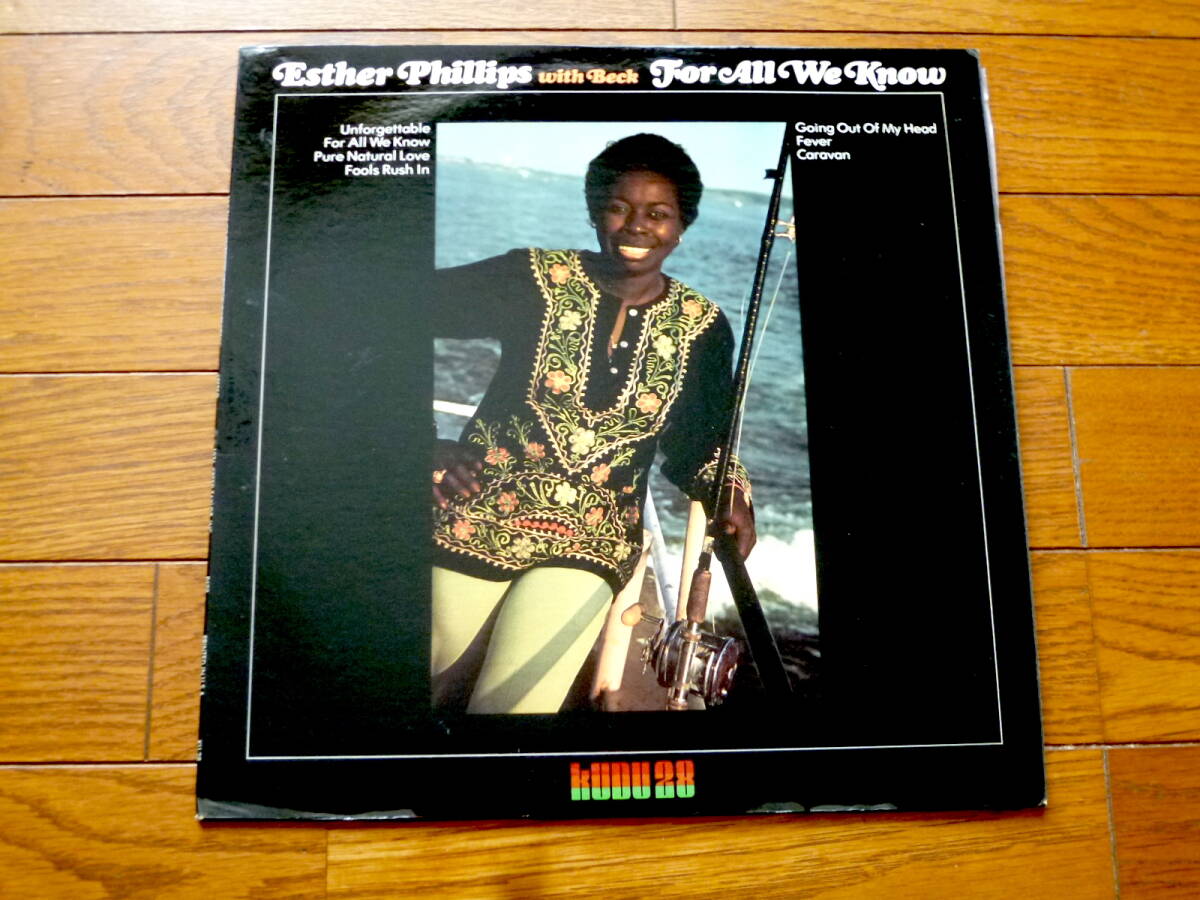 Esther Phillips with Beck For All We Know
Unforgettable
For All We Know
Pure Natural Love
Fools Rush In
Going Out Of My Head
Fever
Caravan
KUDU 28